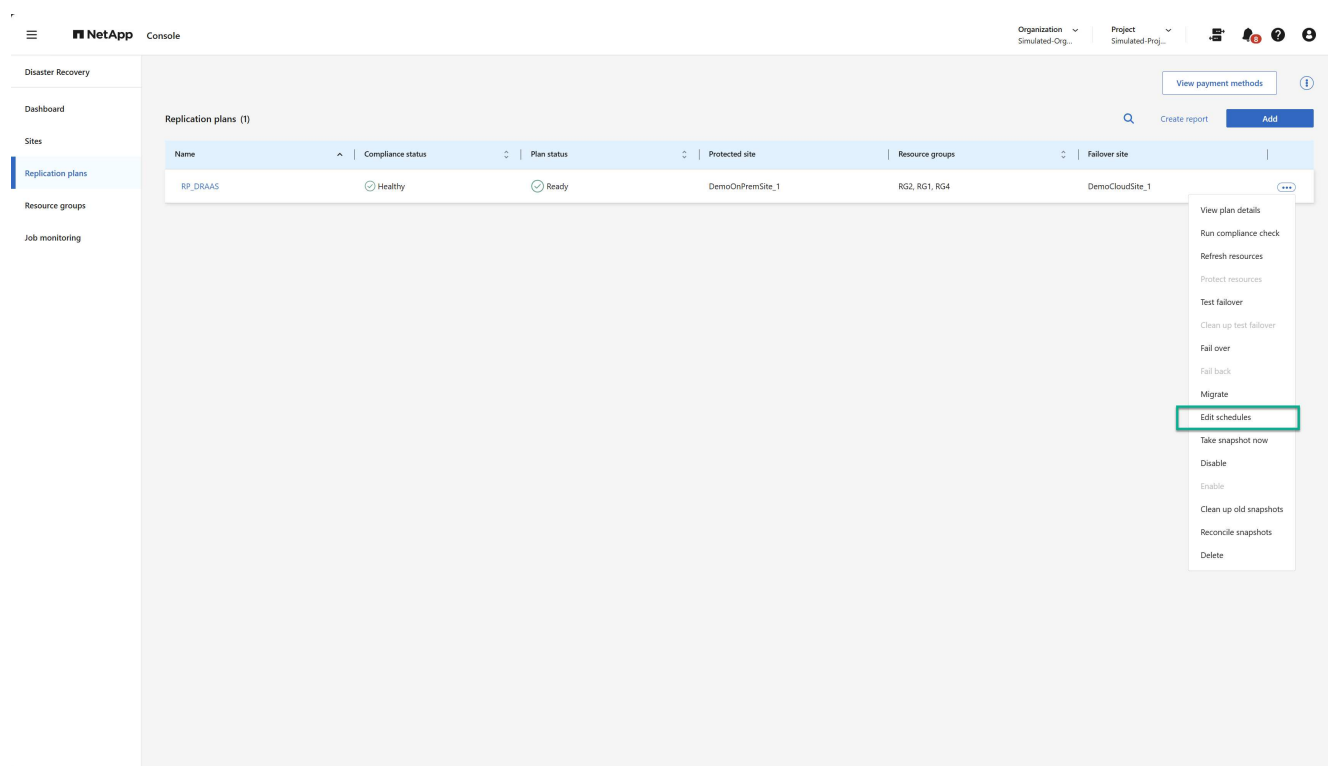 NetApp Console
Organization
Simulated-Org...
Project
Simulated-Proj...
8
Disaster Recovery
Dashboard
Sites
Replication plans
Resource groups
Job monitoring
View payment methods
Replication plans (1)
Create report
Add
Name Compliance status Plan status Protected site Resource groups Failover site
RP_DRAAS Healthy Ready DemoOnPremSite_1 RG2, RG1, RG4 DemoCloudSite_1
View plan details
Run compliance check
Refresh resources
Protect resources
Test failover
Clean up test failover
Fail over
Fail back
Migrate
Edit schedules
Take snapshot now
Disable
Enable
Clean up old snapshots
Reconcile snapshots
Delete